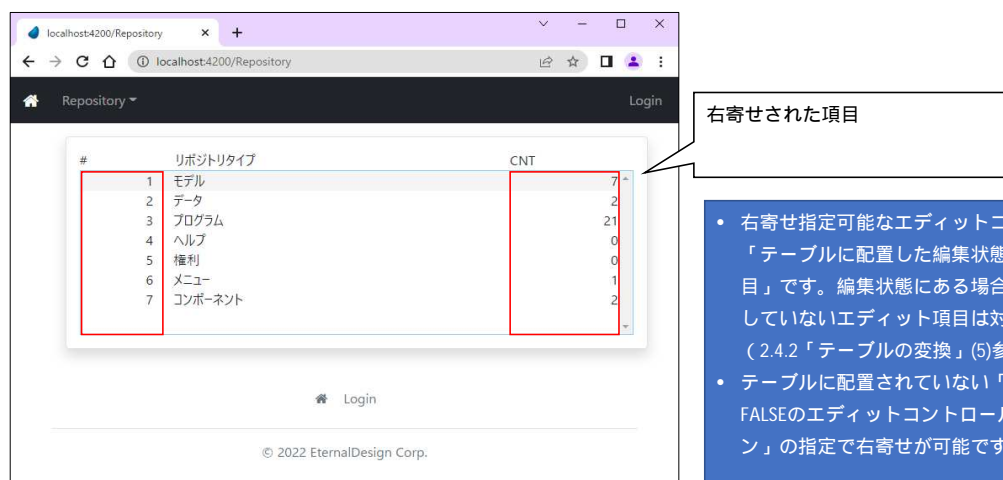 localhost:4200/Repository
localhost:4200/Repository
Repository
Login
# リポジトリタイプ CNT
1 モデル 7
2 データ 2
3 プログラム 21
4 ヘルプ 0
5 権利 0
6 メニュー 1
7 コンポーネント 2
Login
© 2022 EternalDesign Corp.
右寄せされた項目
• 右寄せ指定可能なエディットコ
「テーブルに配置した編集状態
目」です。編集状態にある場合
していないエディット項目は対
(2.4.2「テーブルの変換」(5)参
• テーブルに配置されていない「
FALSEのエディットコントロー
ン」の指定で右寄せが可能です